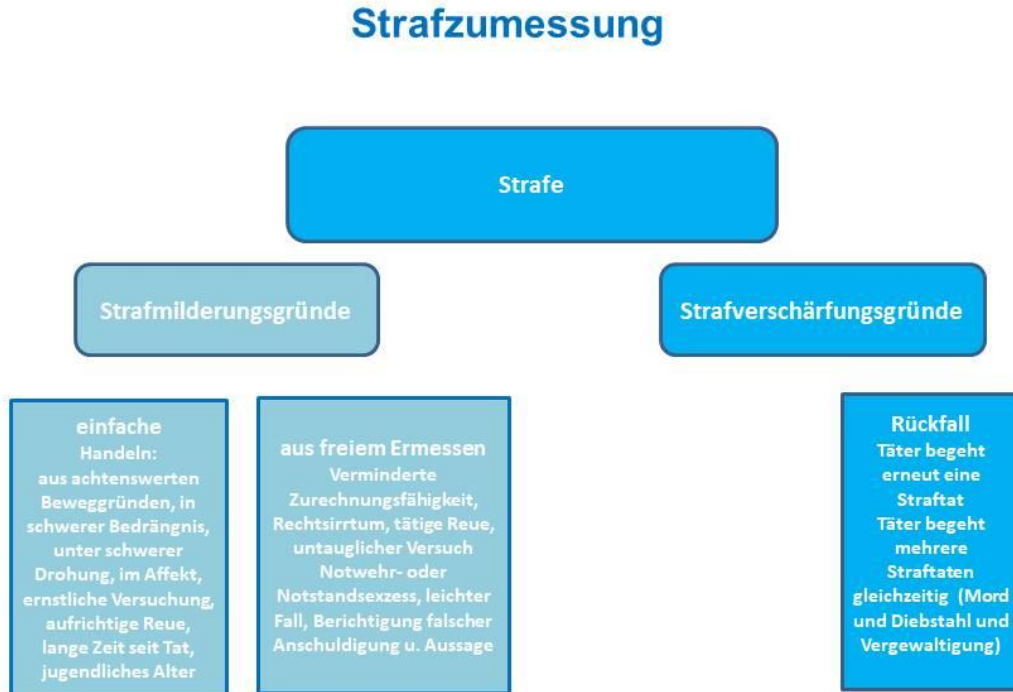 Strafzumessung
Strafe
Strafmilderungsgründe
Strafverschärfungsgründe
einfache
Handeln:
aus achtenswerten
Beweggründen, in
schwerer Bedrängnis,
unter schwerer
Drohung, im Affekt,
ernstliche Versuchung,
aufrichtige Reue,
lange Zeit seit Tat,
jugendliches Alter
aus freiem Ermessen
Verminderte
Zurechnungsfähigkeit,
Rechtsirrtum, tätige Reue,
untauglicher Versuch
Notwehr- oder
Notstandsexzess, leichter
Fall, Berichtigung falscher
Anschuldigung u. Aussage
Rückfall
Täter begeht
erneut eine
Straftat
Täter begeht
mehrere
Straftaten
gleichzeitig (Mord
und Diebstahl und
Vergewaltigung)